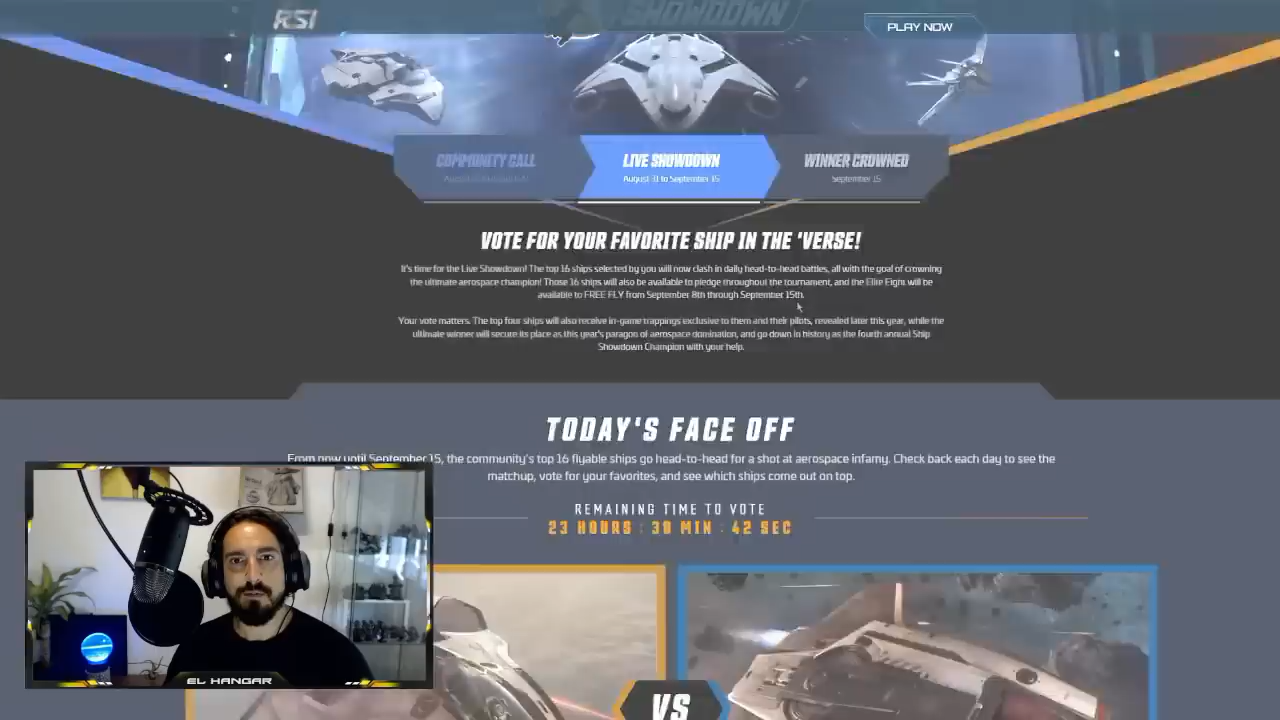 SHOWDOWN
RSI
PLAY NOW
COMMUNITY CALL
LIVE SHOWDOWN
August 31 to September 15
WINNER CROWNED
September 15
VOTE FOR YOUR FAVORITE SHIP IN THE 'VERSE!
It's time for the Live Showdown! The top 16 ships selected by you will now clash in daily head-to-head battles, all with the goal of crowning
the ultimate aerospace champion! Those 16 ships will also be available to pledge throughout the tournament, and the Elite Eight will be
available to FREE FLY from September 8th through September 15th.
Your vote matters. The top four ships will also receive in-game trappings exclusive to them and their pilots, revealed later this year, while the
ultimate winner will secure its place as this year's paragon of aerospace domination, and go down in history as the fourth annual Ship
Showdown Champion with your help.
TODAY'S FACE OFF
From now until September 15, the community's top 16 flyable ships go head-to-head for a shot at aerospace infamy. Check back each day to see the
matchup, vote for your favorites, and see which ships come out on top.
REMAINING TIME TO VOTE
23 HOURS : 38 MIN : 42 SEC
VS
EL HANGAR